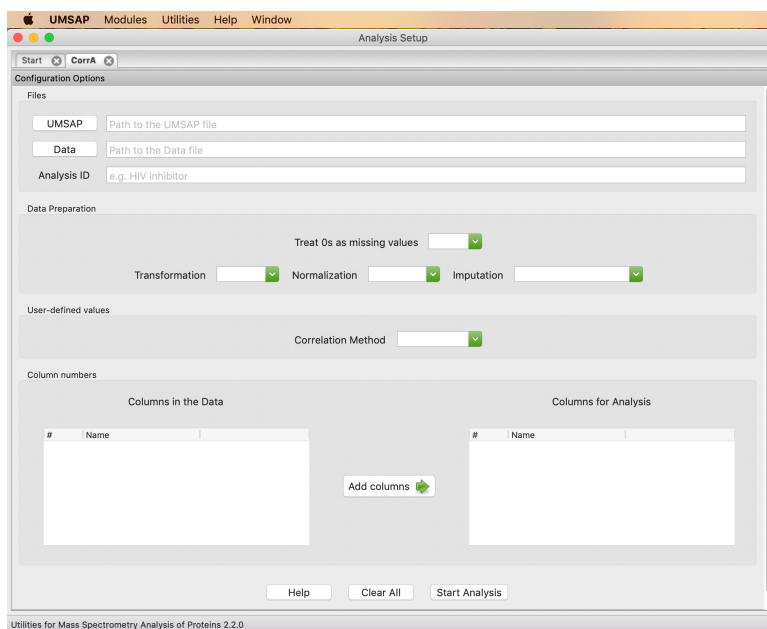 UMSAP Modules Utilities Help Window
Analysis Setup
Start CorrA
Configuration Options
Files
UMSAP Path to the UMSAP file
Data Path to the Data file
Analysis ID e.g. HIV inhibitor
Data Preparation
Treat 0s as missing values
Transformation Normalization Imputation
User-defined values
Correlation Method
Column numbers
Columns in the Data Columns for Analysis
# Name # Name
Add columns
Help Clear All Start Analysis
Utilities for Mass Spectrometry Analysis of Proteins 2.2.0